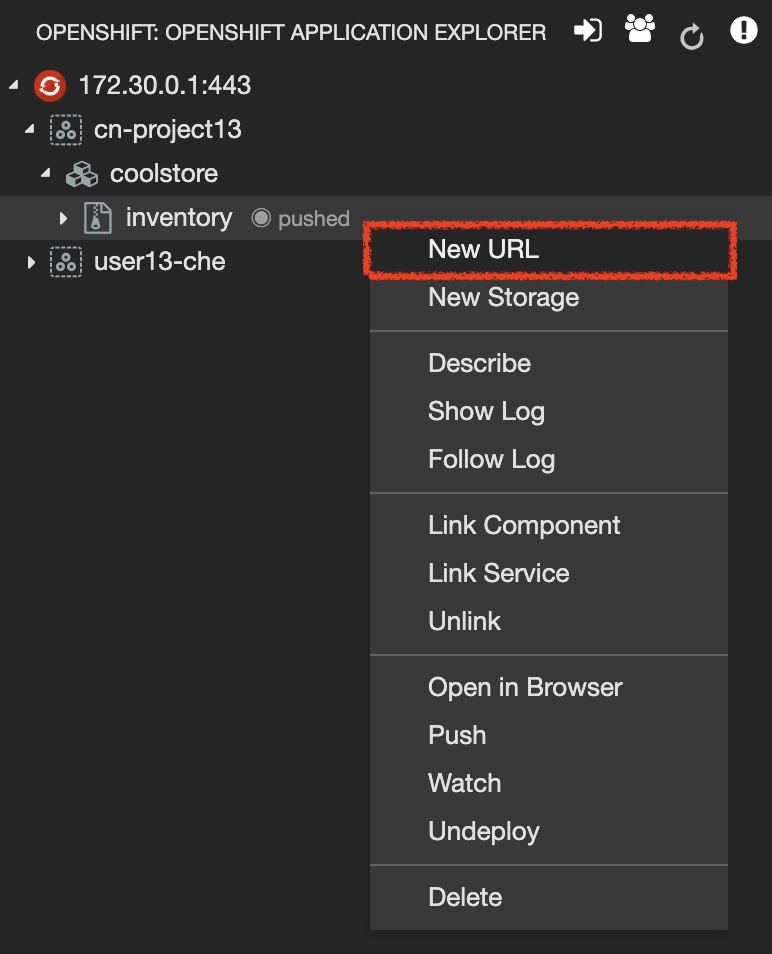 OPENSHIFT: OPENSHIFT APPLICATION EXPLORER
172.30.0.1:443
cn-project13
coolstore
inventory pushed
user13-che
New URL
New Storage
Describe
Show Log
Follow Log
Link Component
Link Service
Unlink
Open in Browser
Push
Watch
Undeploy
Delete